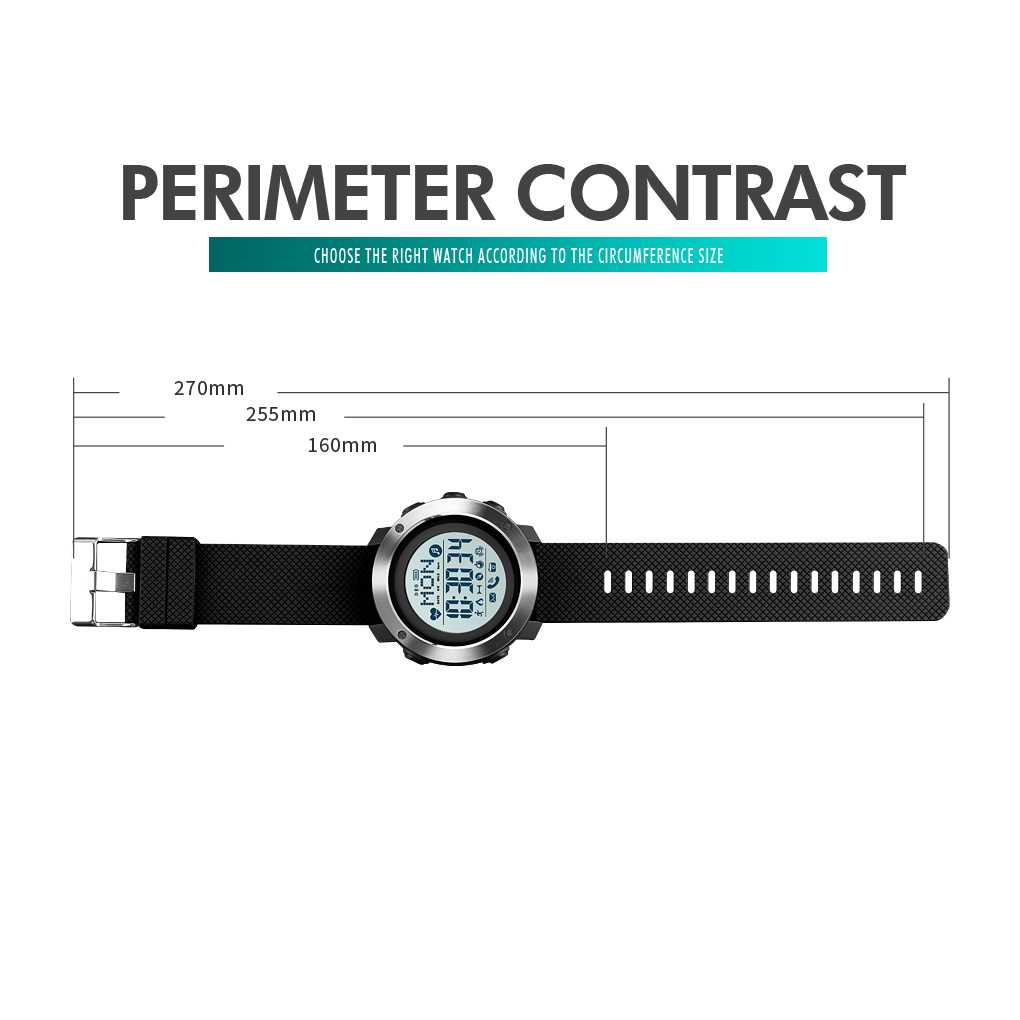 PERIMETER CONTRAST
CHOOSE THE RIGHT WATCH ACCORDING TO THE CIRCUMFERENCE SIZE
270mm
255mm
160mm
MON